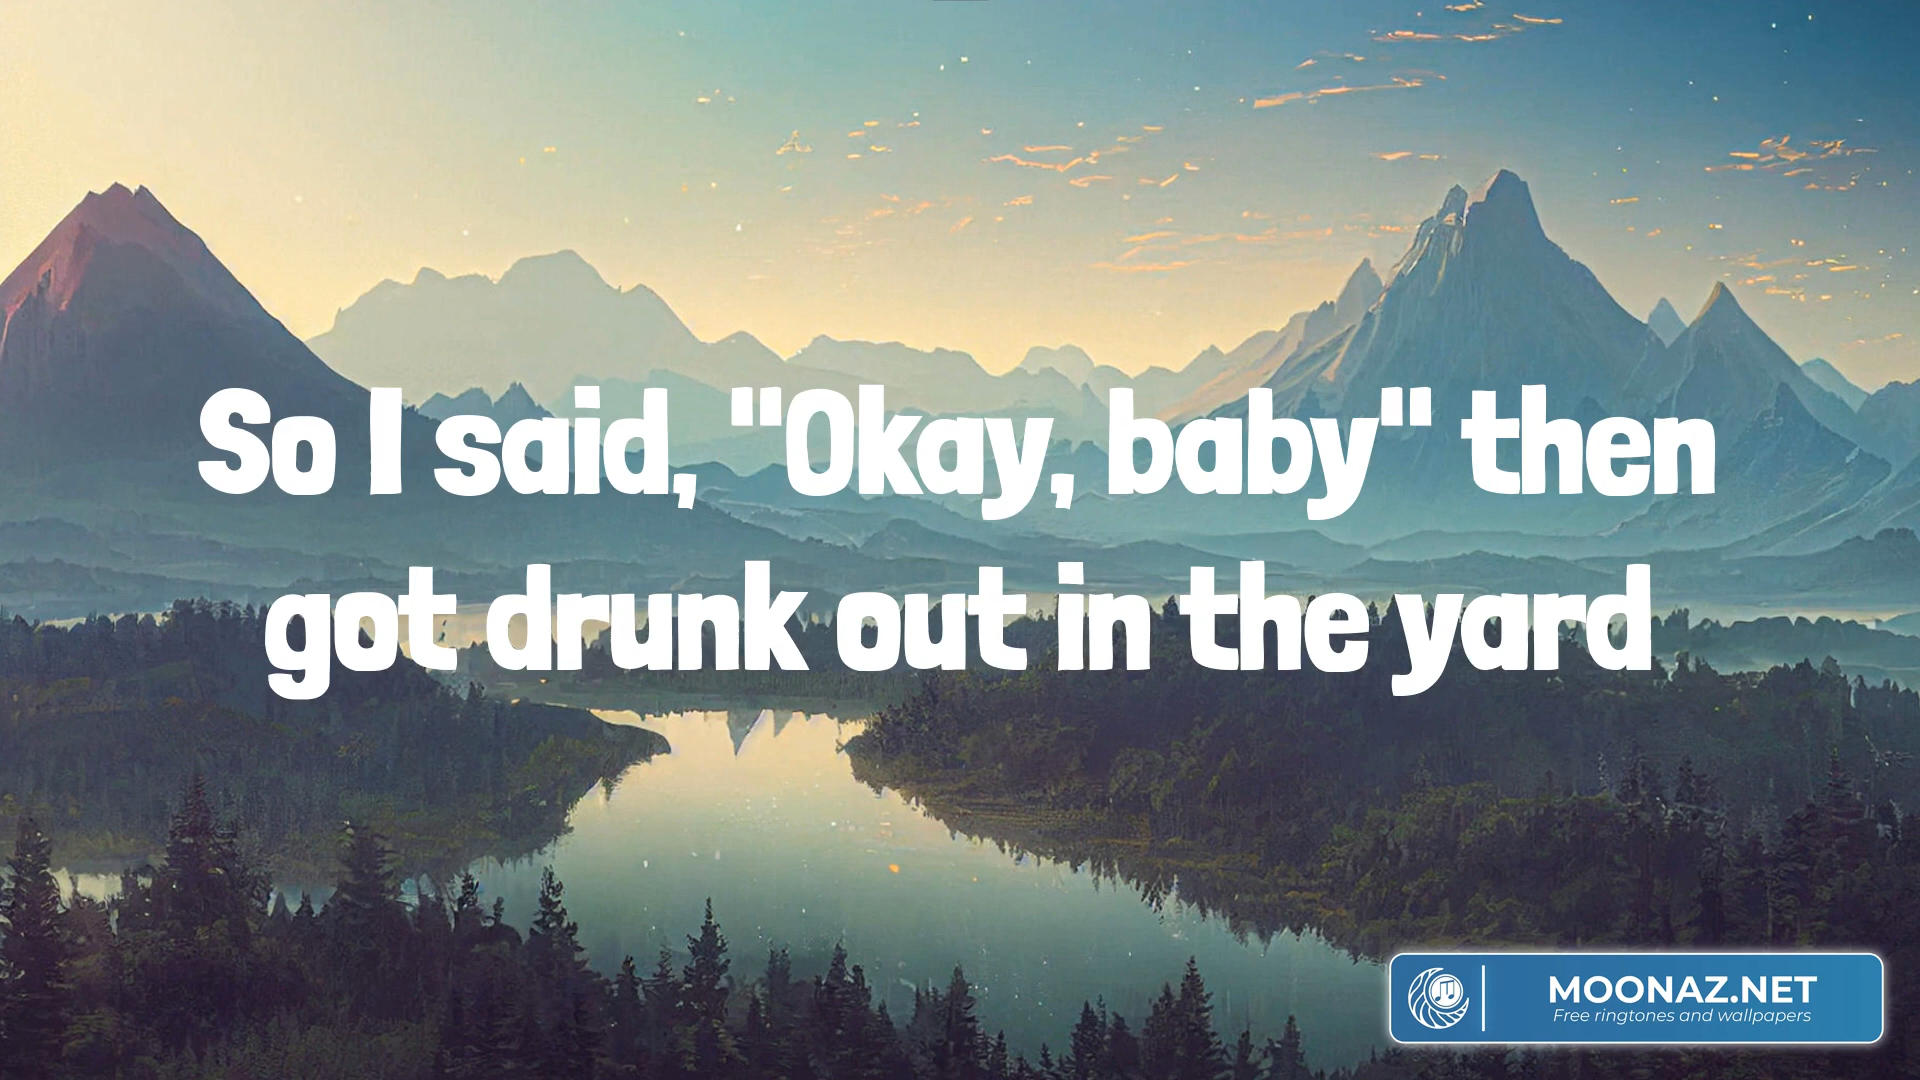 So I said, "Okay, baby" then
got drunk out in the yard
MOONAZ.NET
Free ringtones and wallpapers